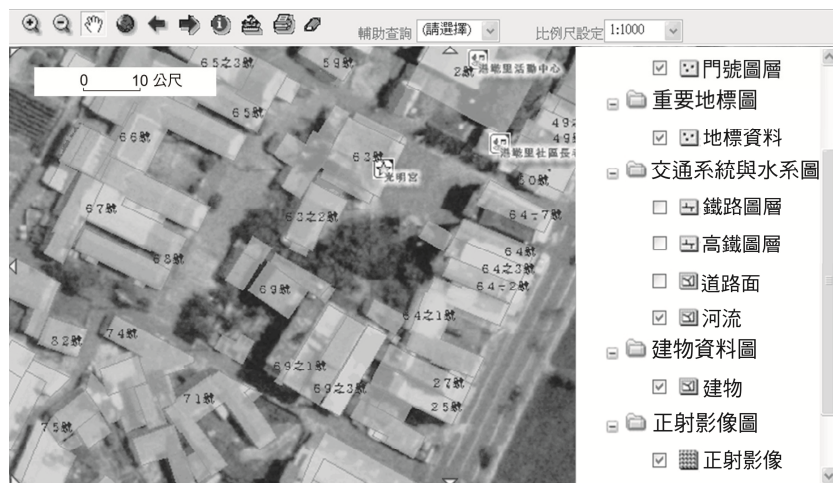 輔助查詢 (請選擇) 比例尺設定 1:1000
0 10 公尺
65之3號
59號
2號
港墘里活動中心
65號
66號
63號
光明宮
60號
67號
63之2號
64-7號
68號
64號
64之3號
64-2號
69號
64之1號
82號
74號
69之1號
69之3號
27號
25號
71號
75號
門號圖層
重要地標圖
地標資料
交通系統與水系圖
鐵路圖層
高鐵圖層
道路面
河流
建物資料圖
建物
正射影像圖
正射影像